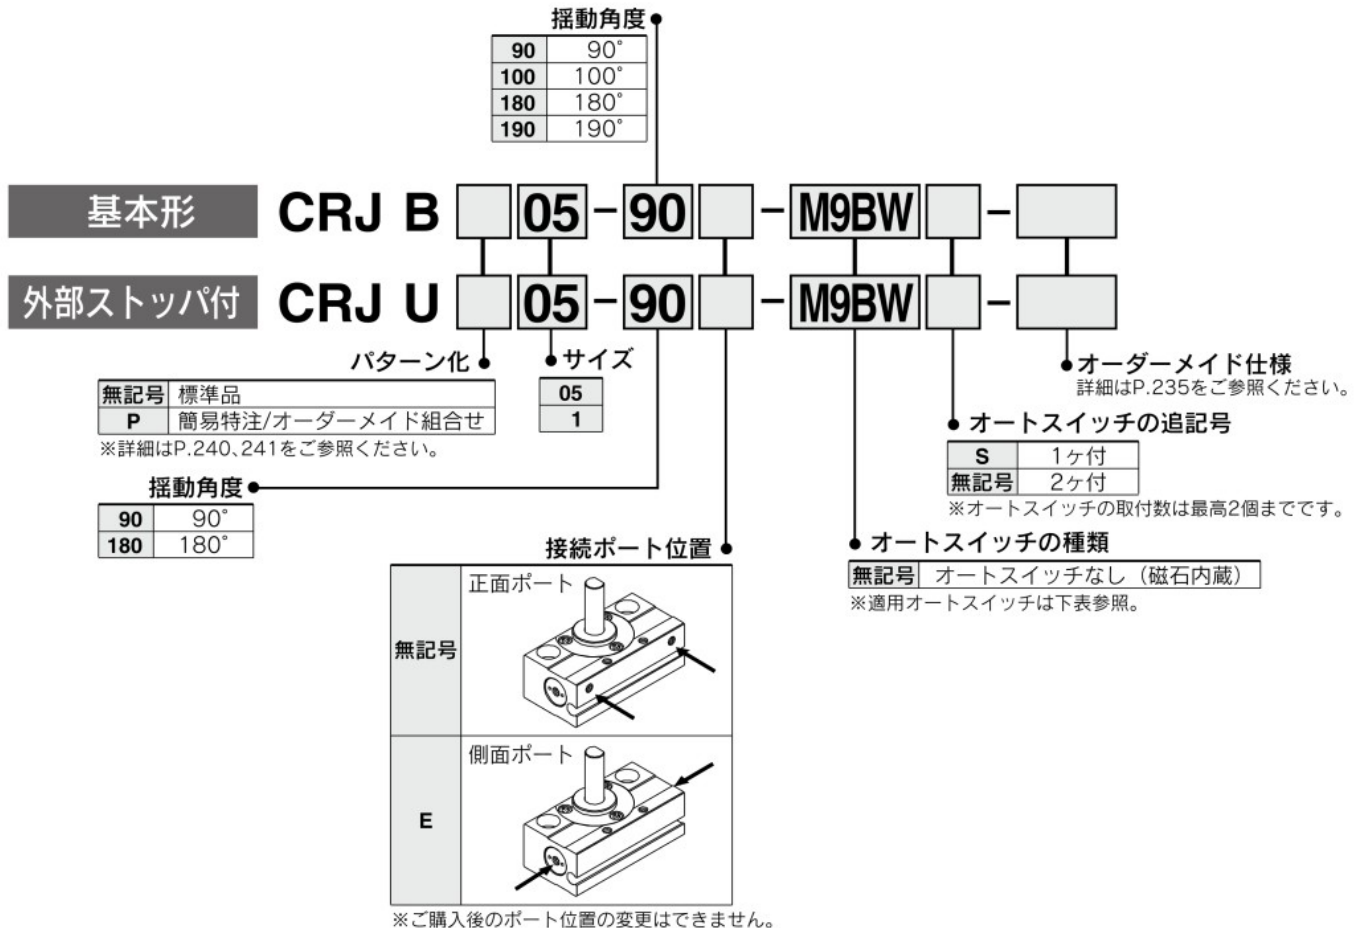 揺動角度
90 90°
100 100°
180 180°
190 190°
基本形 CRJ B 05-90 - M9BW -
外部ストッパ付 CRJ U 05-90 - M9BW -
パターン化
無記号 標準品
P 簡易特注/オーダーメイド組合せ
※詳細はP.240、241をご参照ください。
サイズ
05
1
オーダーメイド仕様
詳細はP.235をご参照ください。
オートスイッチの追記号
S 1ヶ付
無記号 2ヶ付
※オートスイッチの取付数は最高2個までです。
揺動角度
90 90°
180 180°
オートスイッチの種類
無記号 オートスイッチなし（磁石内蔵）
※適用オートスイッチは下表参照。
接続ポート位置
無記号 正面ポート
E 側面ポート
※ご購入後のポート位置の変更はできません。